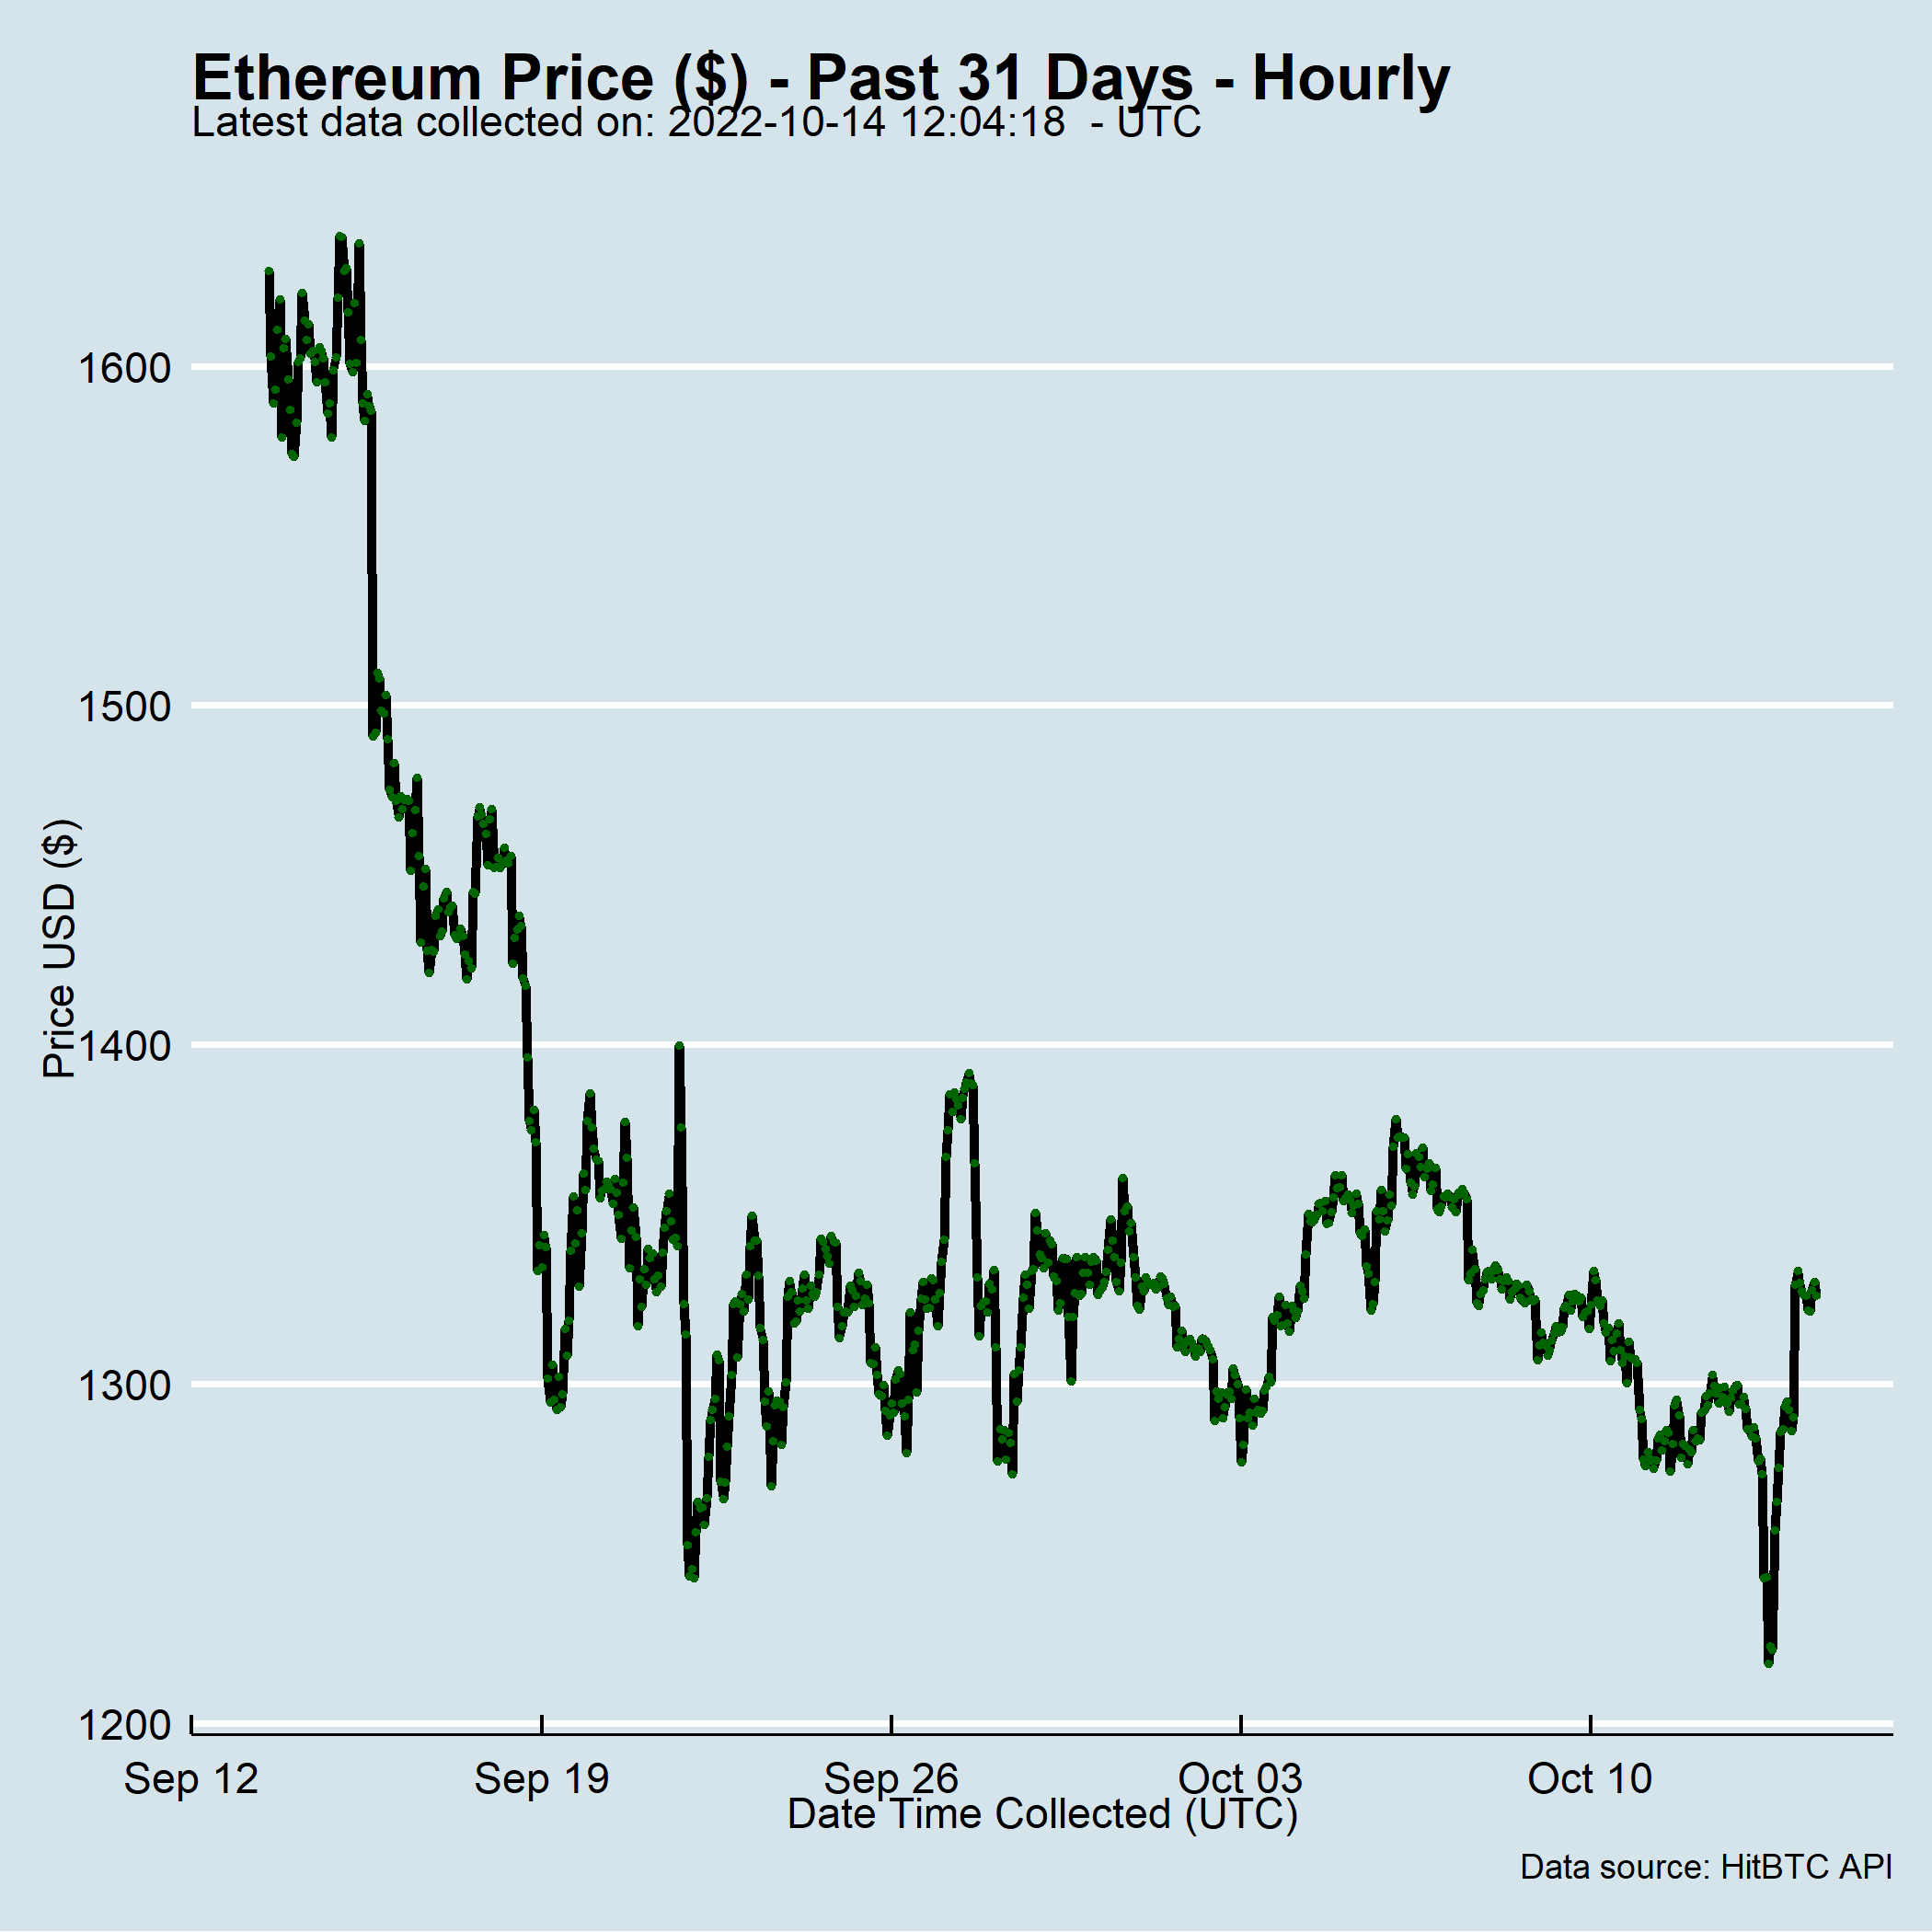 Ethereum Price ($) - Past 31 Days - Hourly
Latest data collected on: 2022-10-14 12:04:18  - UTC
Price USD ($)
1600
1500
1400
1300
1200
Sep 12
Sep 19
Sep 26
Oct 03
Oct 10
Date Time Collected (UTC)
Data source: HitBTC API